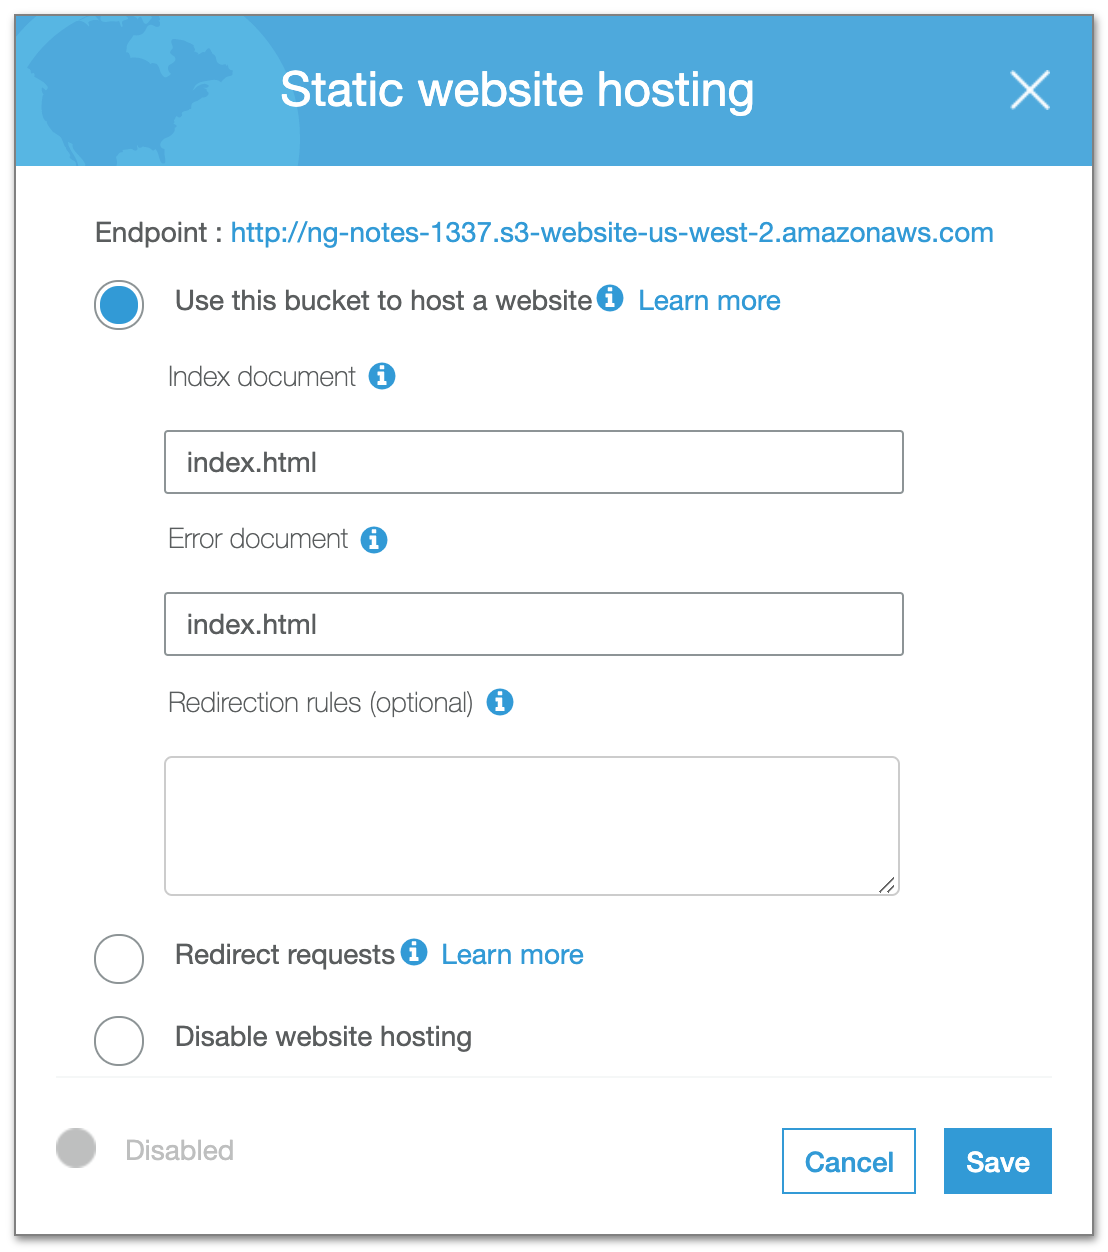 Static website hosting
Endpoint : http://ng-notes-1337.s3-website-us-west-2.amazonaws.com
Use this bucket to host a website Learn more
Index document
index.html
Error document
index.html
Redirection rules (optional)
Redirect requests Learn more
Disable website hosting
Disabled
Cancel
Save